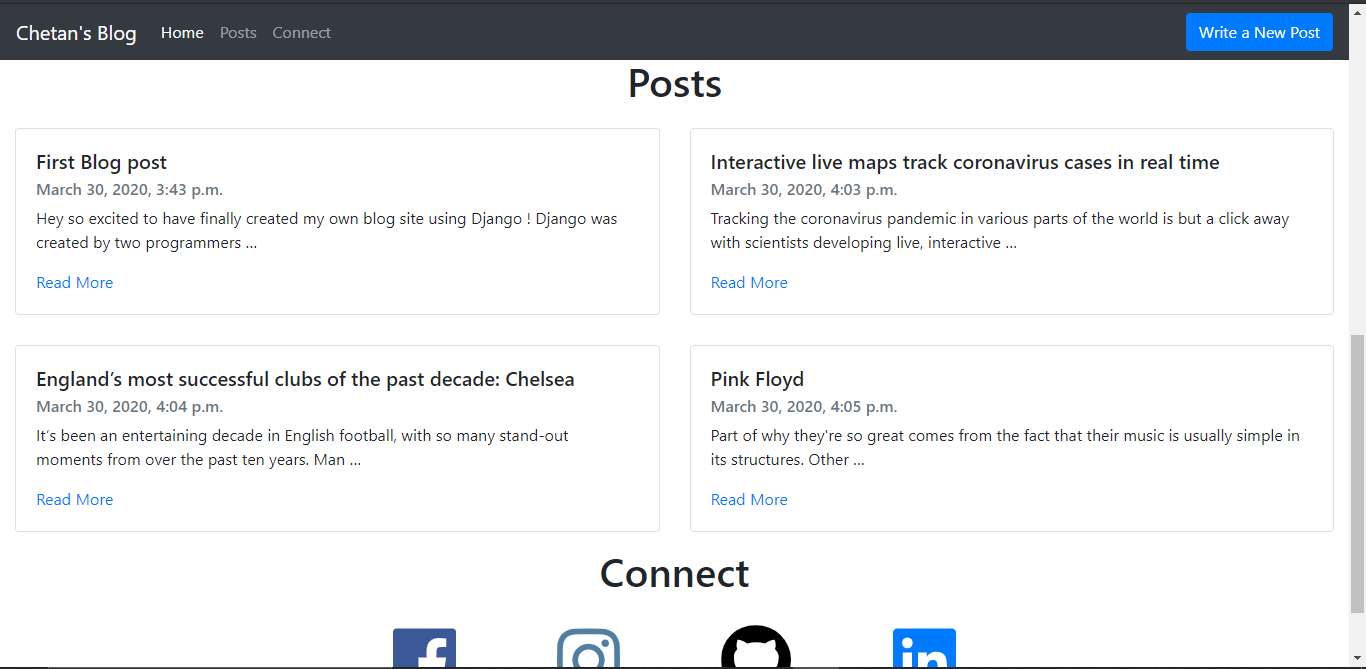 Chetan's Blog Home Posts Connect Write a New Post
Posts
First Blog post
March 30, 2020, 3:43 p.m.
Hey so excited to have finally created my own blog site using Django ! Django was
created by two programmers ...
Read More
Interactive live maps track coronavirus cases in real time
March 30, 2020, 4:03 p.m.
Tracking the coronavirus pandemic in various parts of the world is but a click away
with scientists developing live, interactive ...
Read More
England’s most successful clubs of the past decade: Chelsea
March 30, 2020, 4:04 p.m.
It’s been an entertaining decade in English football, with so many stand-out
moments from over the past ten years. Man ...
Read More
Pink Floyd
March 30, 2020, 4:05 p.m.
Part of why they're so great comes from the fact that their music is usually simple in
its structures. Other ...
Read More
Connect